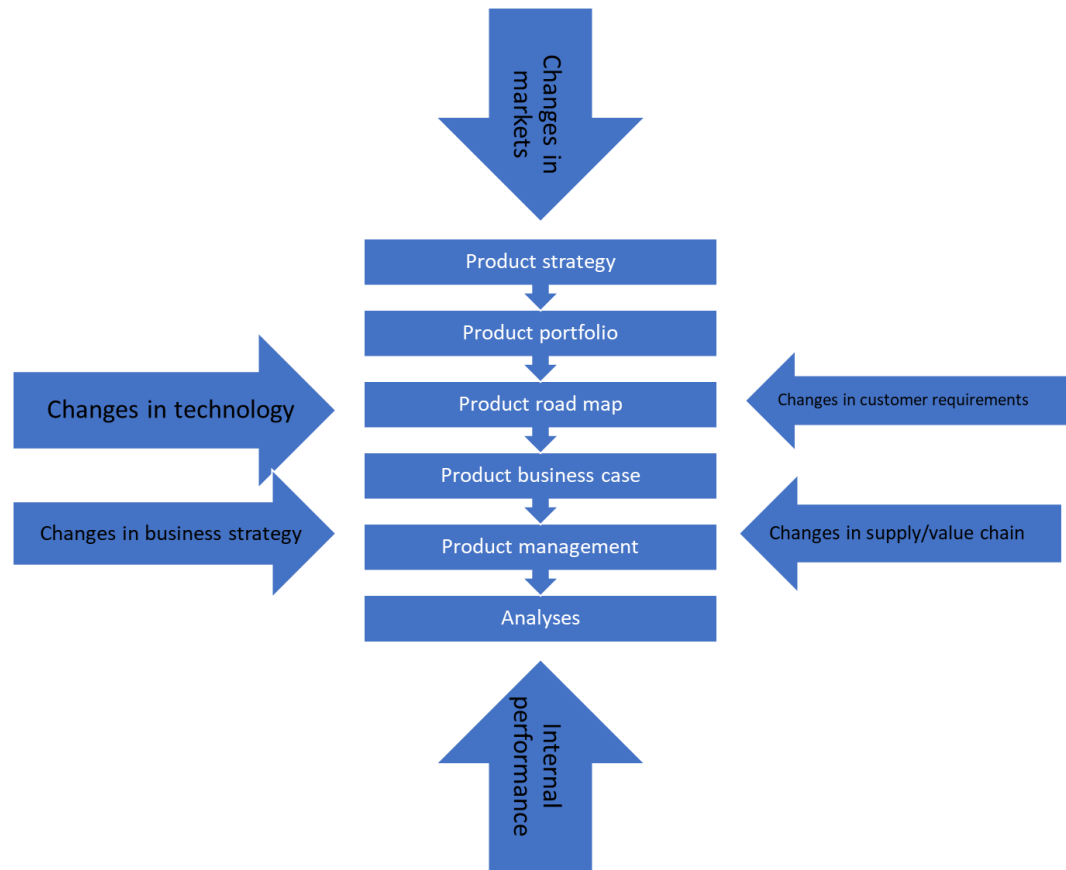 Changes in
markets
Product strategy
Product portfolio
Product road map
Changes in technology
Changes in customer requirements
Product business case
Changes in business strategy
Product management
Changes in supply/value chain
Analyses
Internal
performance